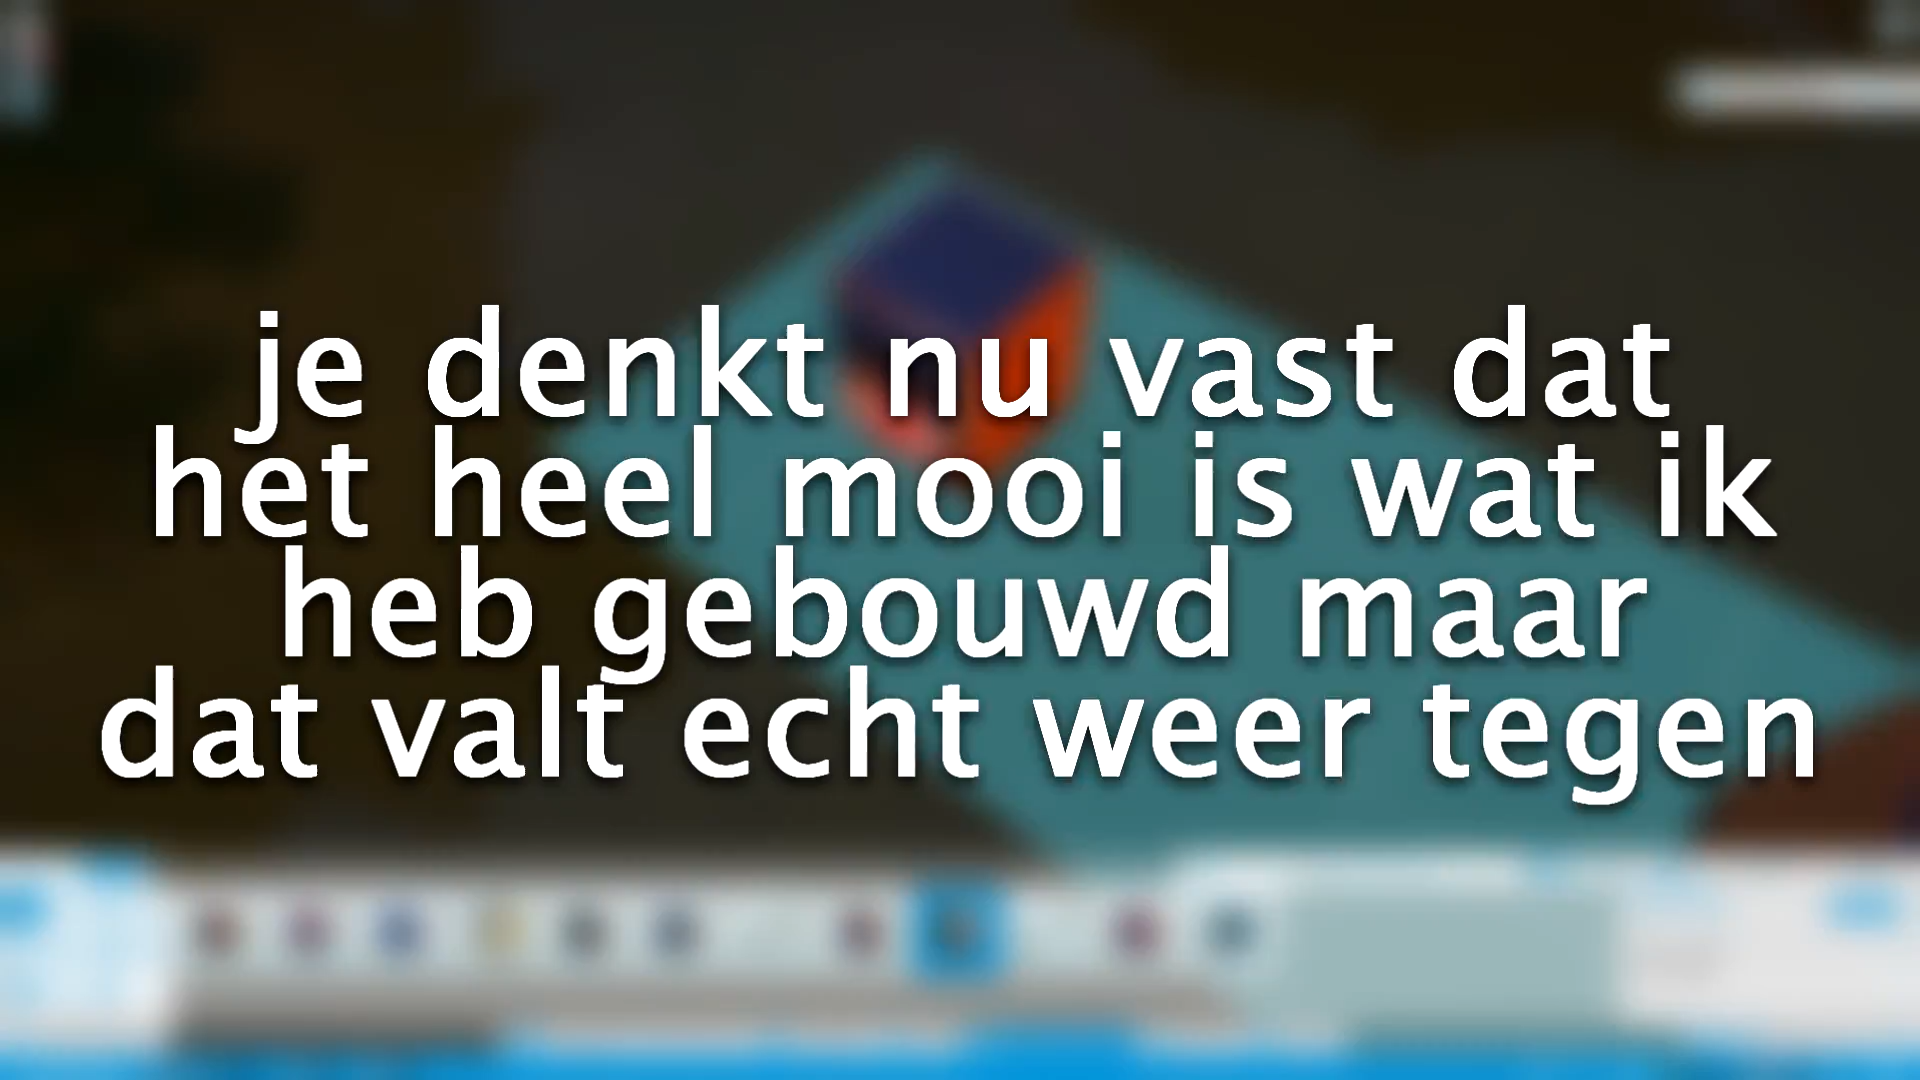 je denkt nu vast dat
het heel mooi is wat ik
heb gebouwd maar
dat valt echt weer tegen